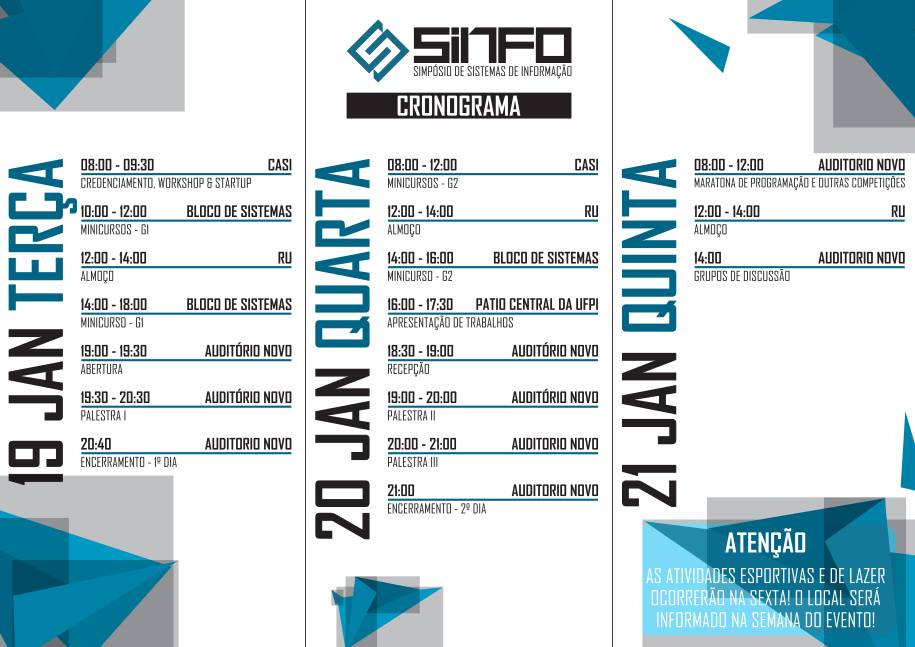 SINFO
SIMPÓSIO DE SISTEMAS DE INFORMAÇÃO
CRONOGRAMA
19 JAN TERÇA
08:00 - 09:30 CASI
CREDENCIAMENTO, WORKSHOP & STARTUP
10:00 - 12:00 BLOCO DE SISTEMAS
MINICURSOS - G1
12:00 - 14:00 RU
ALMOÇO
14:00 - 18:00 BLOCO DE SISTEMAS
MINICURSO - G1
19:00 - 19:30 AUDITÓRIO NOVO
ABERTURA
19:30 - 20:30 AUDITÓRIO NOVO
PALESTRA I
20:40 AUDITORIO NOVO
ENCERRAMENTO - 1º DIA
20 JAN QUARTA
08:00 - 12:00 CASI
MINICURSOS - G2
12:00 - 14:00 RU
ALMOÇO
14:00 - 16:00 BLOCO DE SISTEMAS
MINICURSO - G2
16:00 - 17:30 PATIO CENTRAL DA UFPI
APRESENTAÇÃO DE TRABALHOS
18:30 - 19:00 AUDITÓRIO NOVO
RECEPÇÃO
19:00 - 20:00 AUDITORIO NOVO
PALESTRA II
20:00 - 21:00 AUDITORIO NOVO
PALESTRA III
21:00 AUDITORIO NOVO
ENCERRAMENTO - 2º DIA
21 JAN QUINTA
08:00 - 12:00 AUDITORIO NOVO
MARATONA DE PROGRAMAÇÃO E OUTRAS COMPETIÇÕES
12:00 - 14:00 RU
ALMOÇO
14:00 AUDITORIO NOVO
GRUPOS DE DISCUSSÃO
ATENÇÃO
AS ATIVIDADES ESPORTIVAS E DE LAZER
OCORRERÃO NA SEXTA! O LOCAL SERÁ
INFORMADO NA SEMANA DO EVENTO!